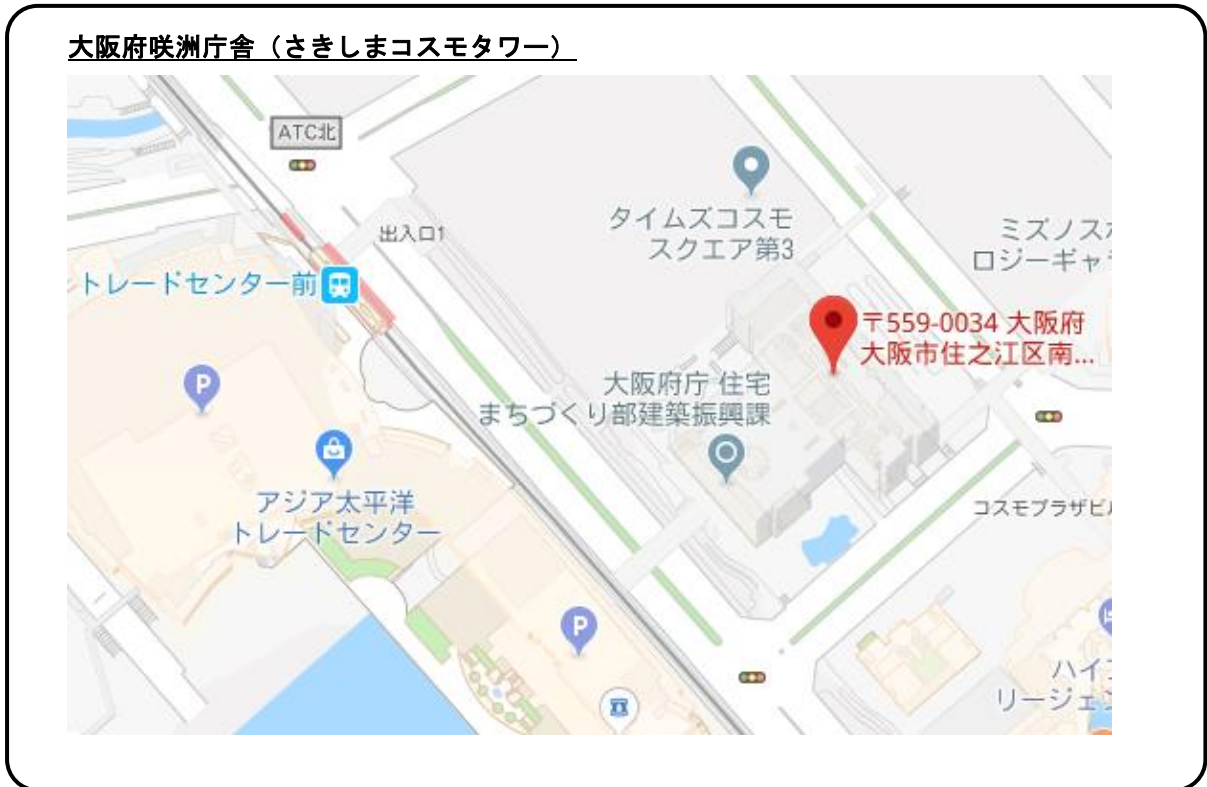 大阪府咲洲庁舎（さきしまコスモタワー）
ATC北
出入口1
タイムズコスモ
スクエア第3
ミズノス
ロジーギャ
トレードセンター前
〒559-0034 大阪府
大阪市住之江区南...
大阪府庁 住宅
まちづくり部建築振興課
P
アジア太平洋
トレードセンター
コスモプラザビ
P
ハイ
リージェ